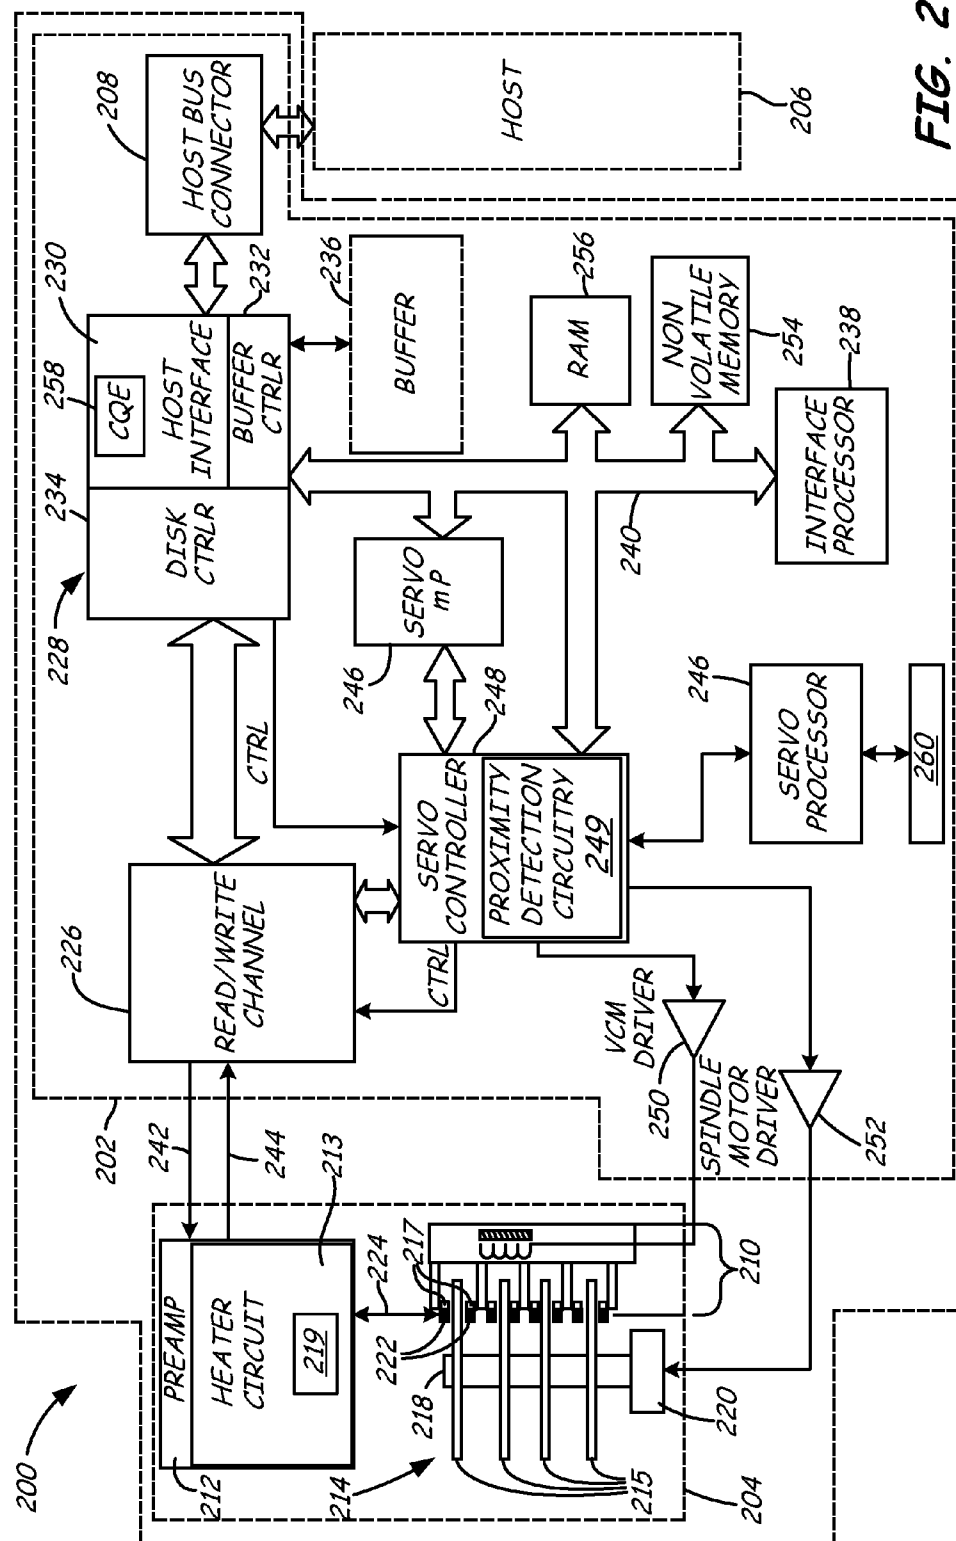 200
212
PREAMP
HEATER
CIRCUIT
219
213
214
218
222
224
217
215
220
204
210
202
242
244
226
READ/WRITE
CHANNEL
CTRL
CTRL
228
234
DISK
CTRLR
258
CQE
230
HOST
INTERFACE
BUFFER
CTRLR
232
208
HOST BUS
CONNECTOR
236
BUFFER
HOST
206
246
SERVO
mP
248
SERVO
CONTROLLER
PROXIMITY
DETECTION
CIRCUITRY
249
RAM
256
NON
VOLATILE
MEMORY
254
240
INTERFACE
PROCESSOR
238
246
SERVO
PROCESSOR
260
VCM
DRIVER
250
SPINDLE
MOTOR
DRIVER
252
FIG. 2